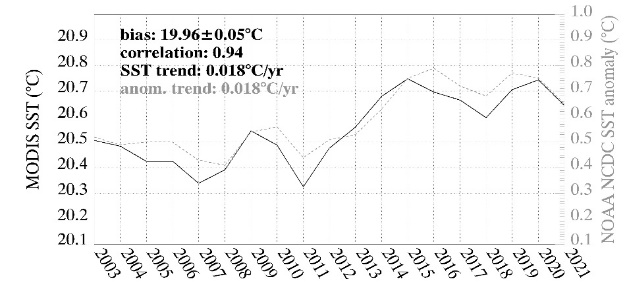 bias: 19.96±0.05°C
correlation: 0.94
SST trend: 0.018°C/yr
anom. trend: 0.018°C/yr
MODIS SST (°C)
20.9
20.8
20.7
20.6
20.5
20.4
20.3
20.2
20.1
1.0
0.9
0.8
0.7
0.6
0.5
0.4
0.3
0.2
0.1
NOAA NCDC SST anomaly (°C)
2003 2004 2005 2006 2007 2008 2009 2010 2011 2012 2013 2014 2015 2016 2017 2018 2019 2020 2021